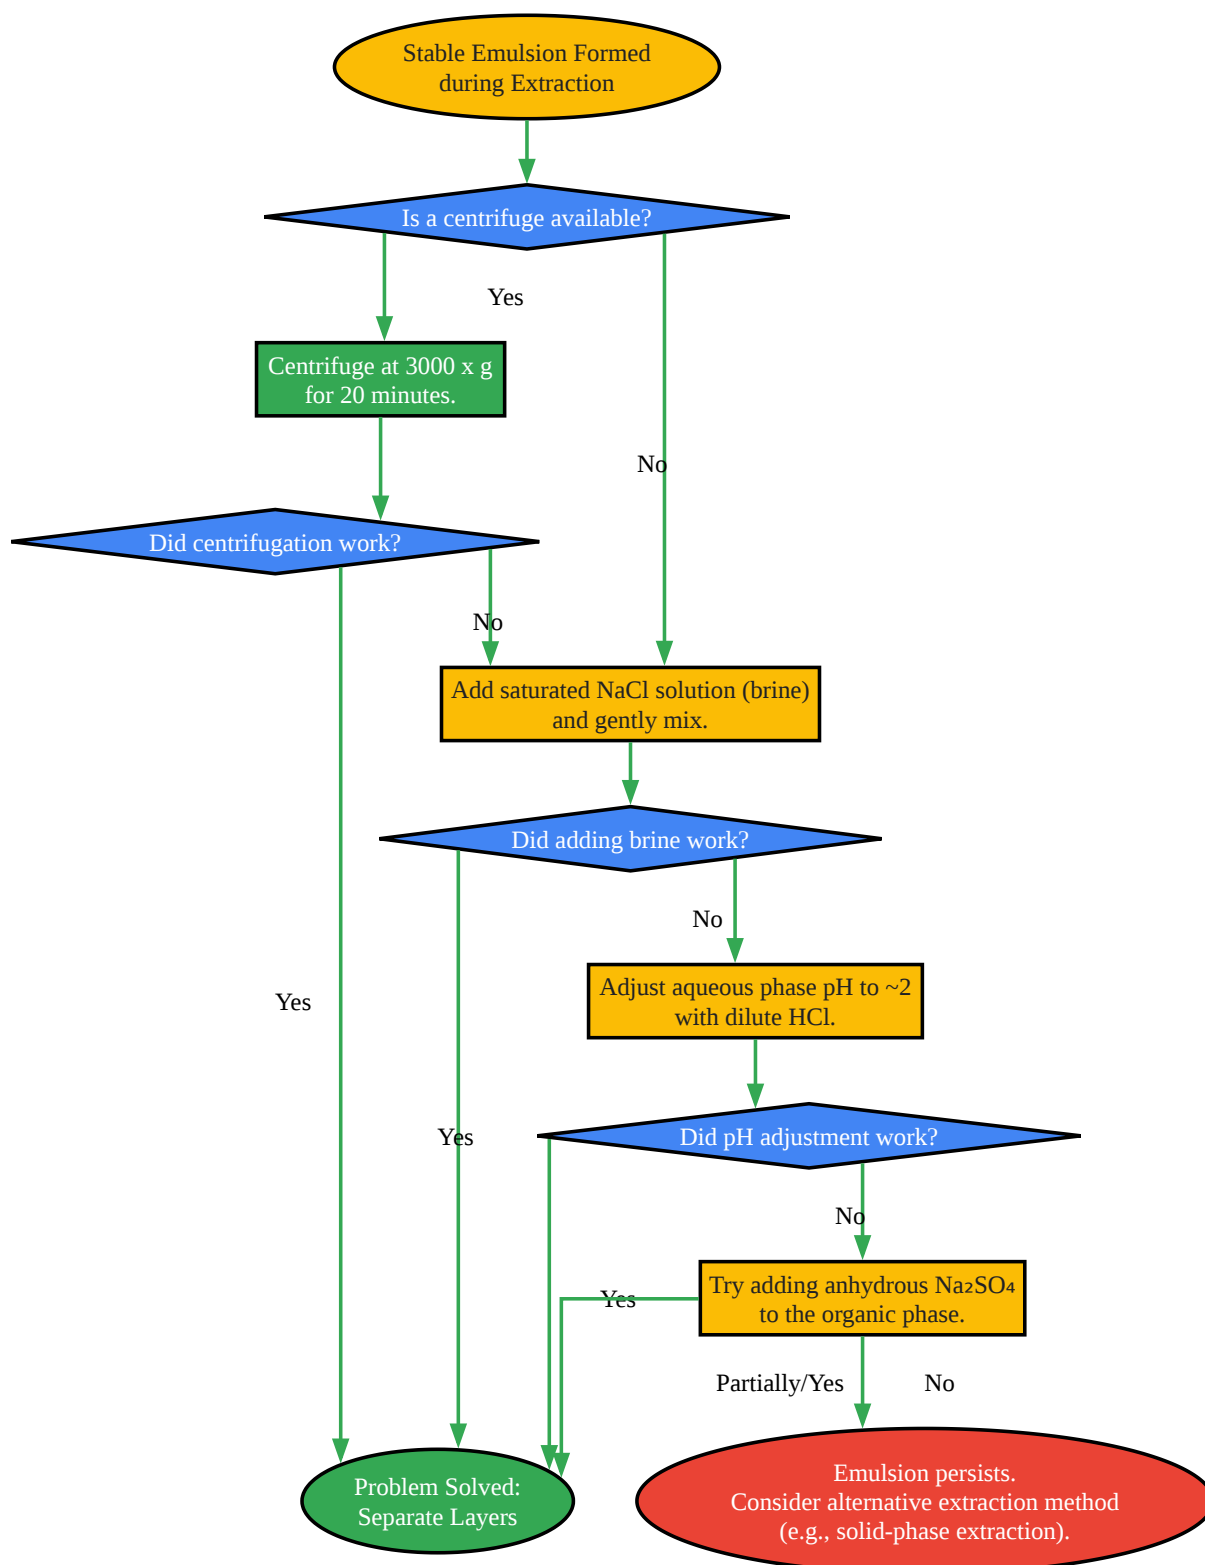 Stable Emulsion Formed
during Extraction
Is a centrifuge available?
Yes
Centrifuge at 3000 x g
for 20 minutes.
No
Did centrifugation work?
No
Add saturated NaCl solution (brine)
and gently mix.
Did adding brine work?
No
Adjust aqueous phase pH to ~2
with dilute HCl.
Yes
Yes
Did pH adjustment work?
No
Try adding anhydrous Na₂SO₄
to the organic phase.
Yes
Partially/Yes
No
Problem Solved:
Separate Layers
Emulsion persists.
Consider alternative extraction method
(e.g., solid-phase extraction).